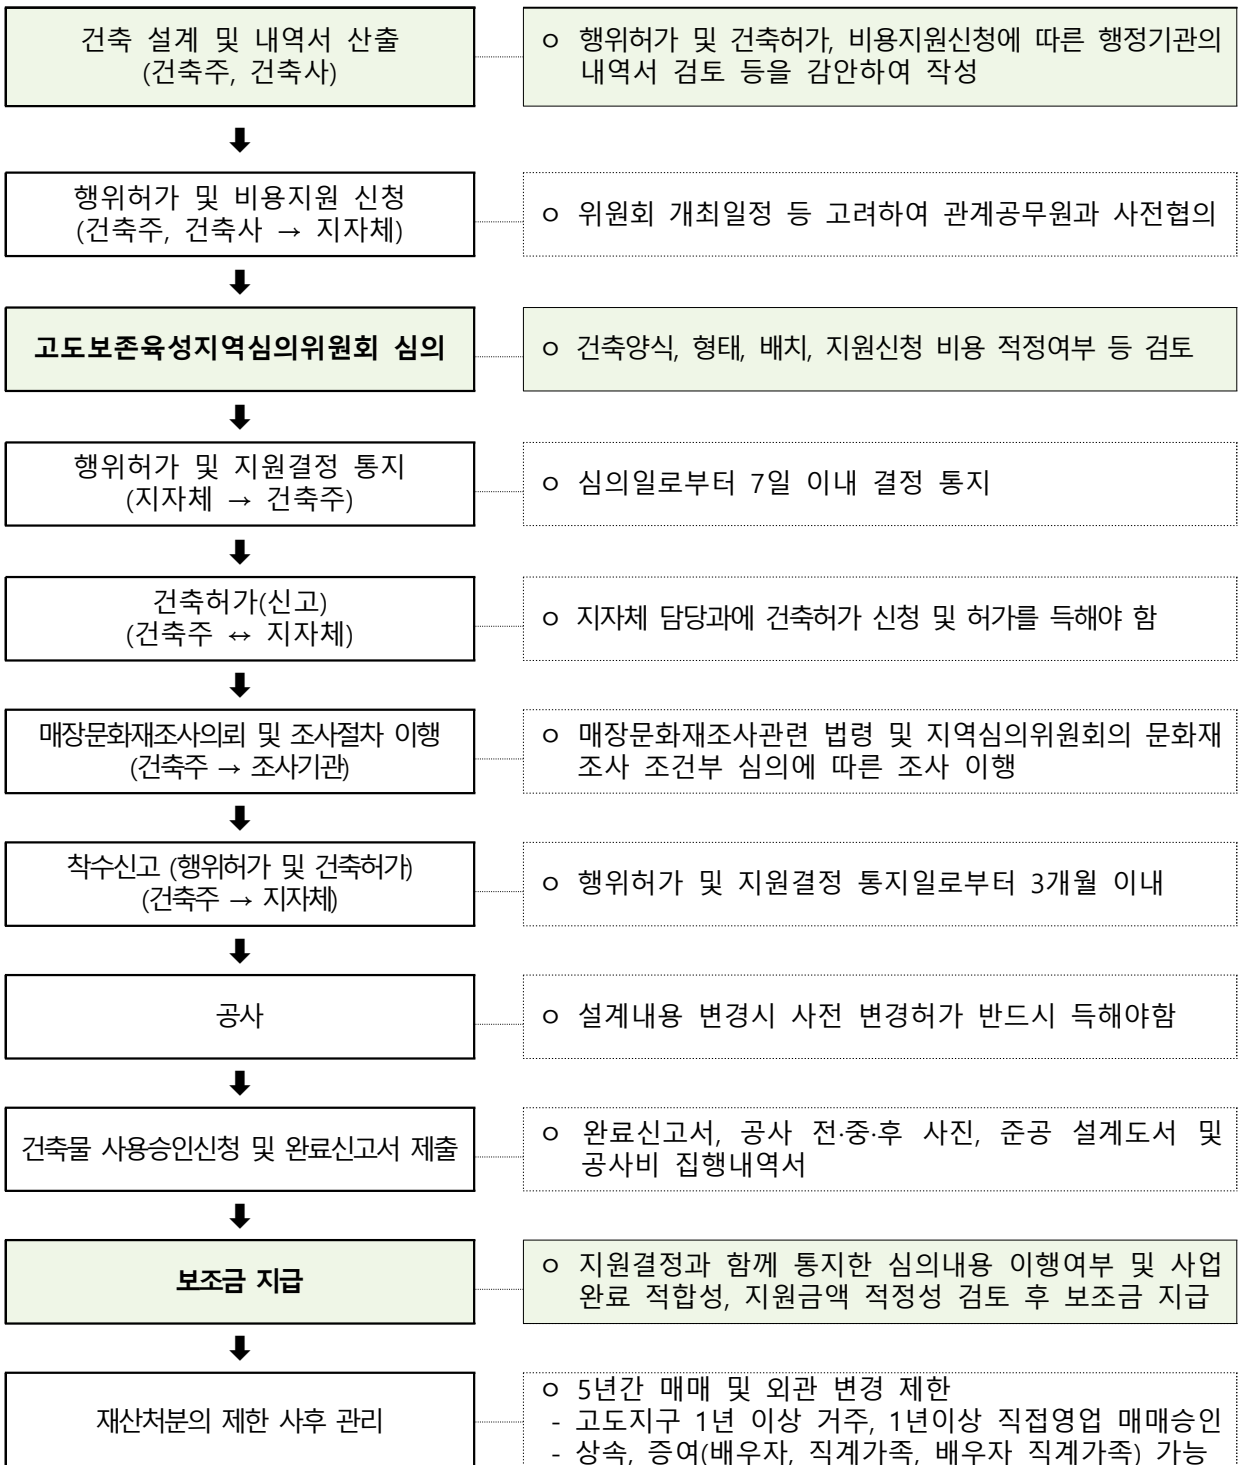 건축 설계 및 내역서 산출
(건축주, 건축사)
ㅇ 행위허가 및 건축허가, 비용지원신청에 따른 행정기관의
내역서 검토 등을 감안하여 작성
행위허가 및 비용지원 신청
(건축주, 건축사 → 지자체)
ㅇ 위원회 개최일정 등 고려하여 관계공무원과 사전협의
고도보존육성지역심의위원회 심의
ㅇ 건축양식, 형태, 배치, 지원신청 비용 적정여부 등 검토
행위허가 및 지원결정 통지
(지자체 → 건축주)
ㅇ 심의일로부터 7일 이내 결정 통지
건축허가(신고)
(건축주 ↔ 지자체)
ㅇ 지자체 담당과에 건축허가 신청 및 허가를 득해야 함
매장문화재조사의뢰 및 조사절차 이행
(건축주 → 조사기관)
ㅇ 매장문화재조사관련 법령 및 지역심의위원회의 문화재
조사 조건부 심의에 따른 조사 이행
착수신고 (행위허가 및 건축허가)
(건축주 → 지자체)
ㅇ 행위허가 및 지원결정 통지일로부터 3개월 이내
공사
ㅇ 설계내용 변경시 사전 변경허가 반드시 득해야함
건축물 사용승인신청 및 완료신고서 제출
ㅇ 완료신고서, 공사 전·중·후 사진, 준공 설계도서 및
공사비 집행내역서
보조금 지급
ㅇ 지원결정과 함께 통지한 심의내용 이행여부 및 사업
완료 적합성, 지원금액 적정성 검토 후 보조금 지급
재산처분의 제한 사후 관리
ㅇ 5년간 매매 및 외관 변경 제한
- 고도지구 1년 이상 거주, 1년이상 직접영업 매매승인
- 상속, 증여(배우자, 직계가족, 배우자 직계가족) 가능